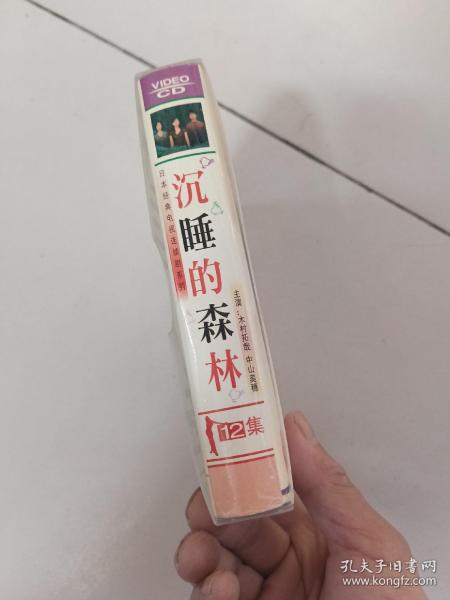 VIDEO
CD
日本经典电视连续剧系列
沉睡的森林
主演:木村拓哉 中山美穗
12集
孔夫子旧书网
www.kongfz.com